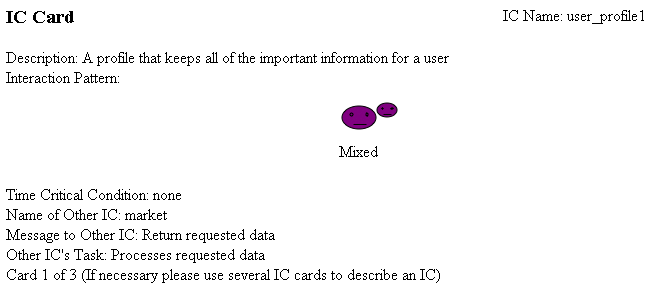 IC Card
IC Name: user_profile1
Description: A profile that keeps all of the important information for a user
Interaction Pattern:
Mixed
Time Critical Condition: none
Name of Other IC: market
Message to Other IC: Return requested data
Other IC's Task: Processes requested data
Card 1 of 3 (If necessary please use several IC cards to describe an IC)